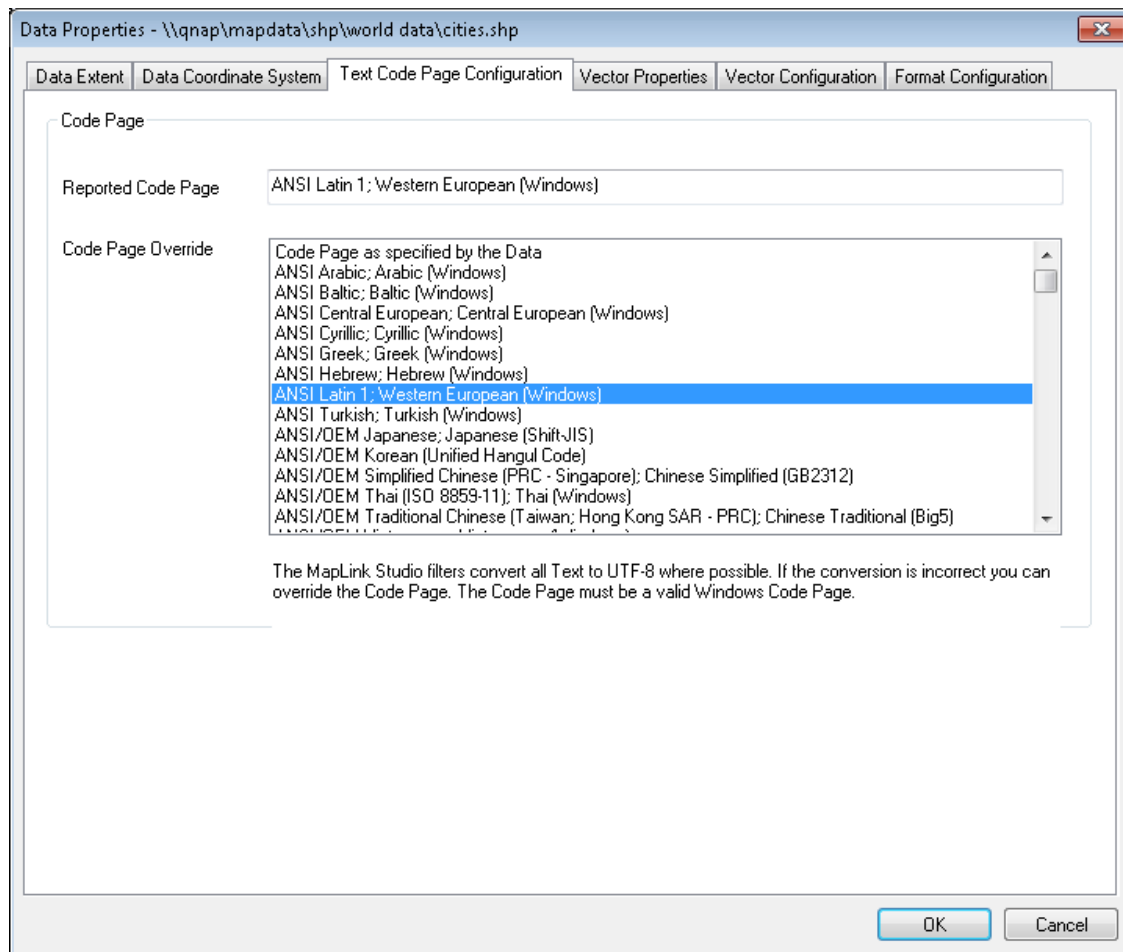 Data Properties - \\qnap\mapdata\shp\world data\cities.shp
Data Extent Data Coordinate System Text Code Page Configuration Vector Properties Vector Configuration Format Configuration
Code Page
Reported Code Page ANSI Latin 1; Western European (Windows)
Code Page Override
Code Page as specified by the Data
ANSI Arabic; Arabic (Windows)
ANSI Baltic; Baltic (Windows)
ANSI Central European; Central European (Windows)
ANSI Cyrillic; Cyrillic (Windows)
ANSI Greek; Greek (Windows)
ANSI Hebrew; Hebrew (Windows)
ANSI Latin 1; Western European (Windows)
ANSI Turkish; Turkish (Windows)
ANSI/OEM Japanese; Japanese (Shift-JIS)
ANSI/OEM Korean (Unified Hangul Code)
ANSI/OEM Simplified Chinese (PRC - Singapore); Chinese Simplified (GB2312)
ANSI/OEM Thai (ISO 8859-11); Thai (Windows)
ANSI/OEM Traditional Chinese (Taiwan; Hong Kong SAR - PRC); Chinese Traditional (Big5)
The MapLink Studio filters convert all Text to UTF-8 where possible. If the conversion is incorrect you can
override the Code Page. The Code Page must be a valid Windows Code Page.
OK Cancel